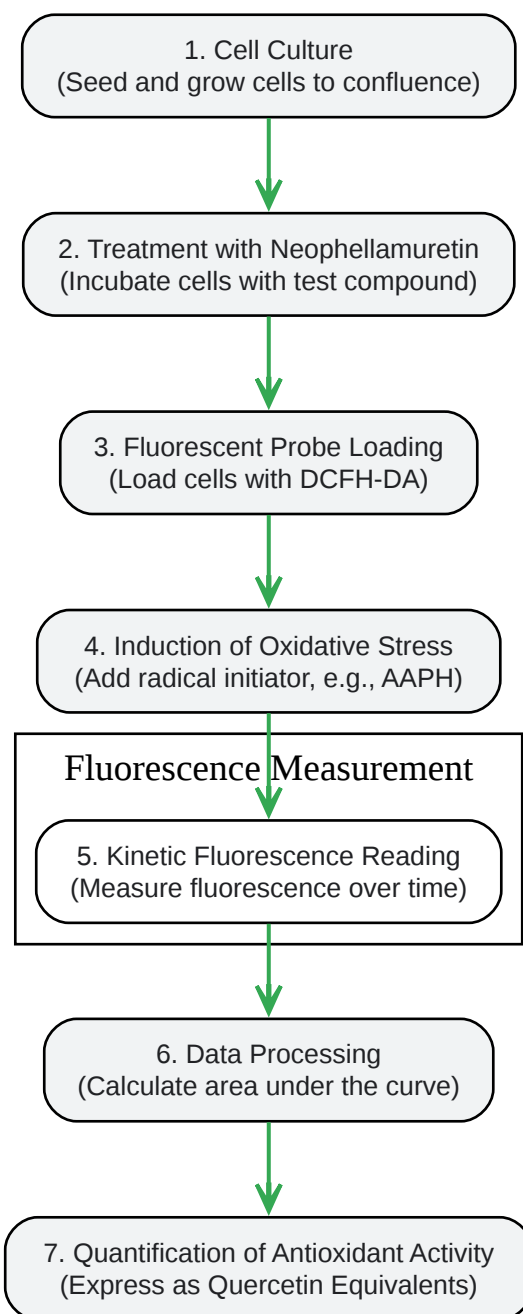 1. Cell Culture
(Seed and grow cells to confluence)
2. Treatment with Neophellamuretin
(Incubate cells with test compound)
3. Fluorescent Probe Loading
(Load cells with DCFH-DA)
4. Induction of Oxidative Stress
(Add radical initiator, e.g., AAPH)
Fluorescence Measurement
5. Kinetic Fluorescence Reading
(Measure fluorescence over time)
6. Data Processing
(Calculate area under the curve)
7. Quantification of Antioxidant Activity
(Express as Quercetin Equivalents)